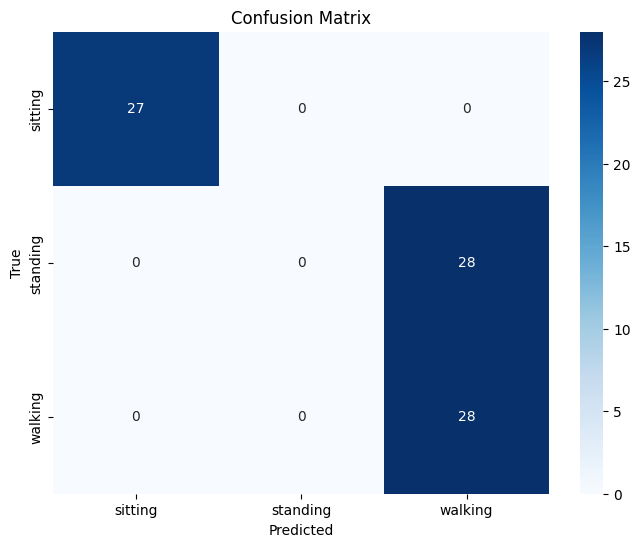 Confusion Matrix
sitting
standing
walking
True
27 0 0
0 0 28
0 0 28
sitting standing walking
Predicted
25
20
15
10
5
0